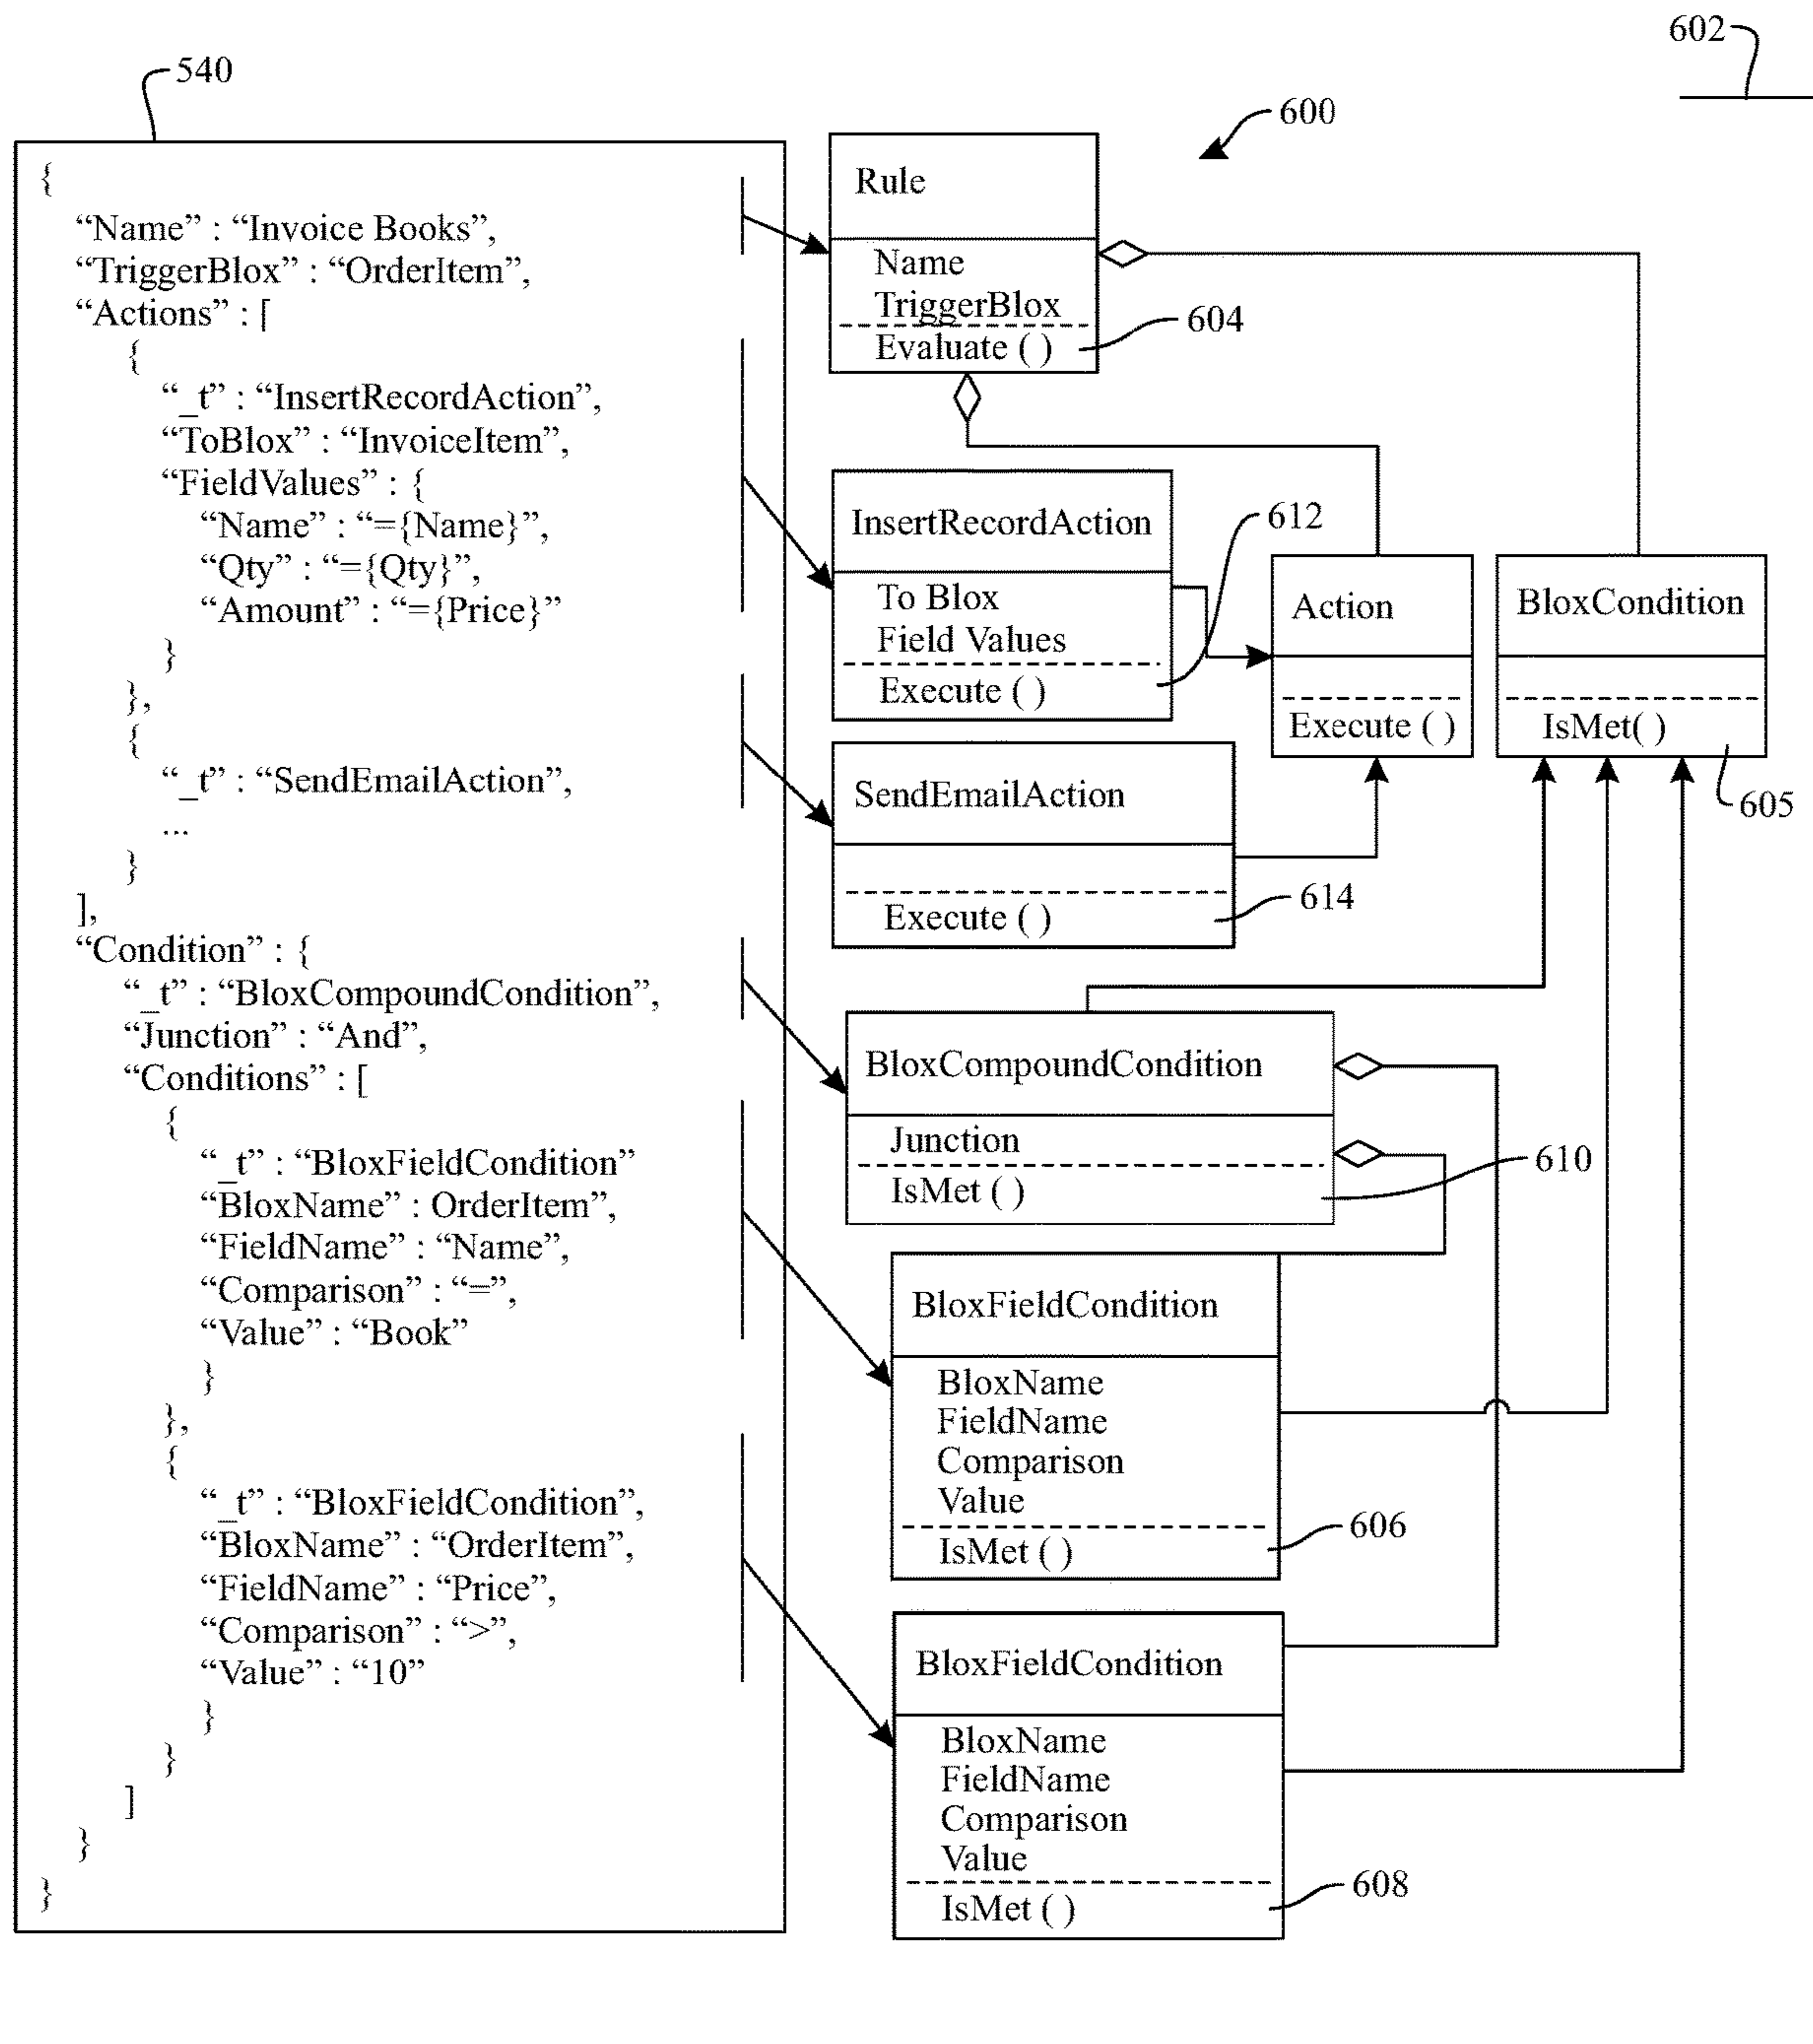 602
540
600
{
“Name” : “Invoice Books”,
“TriggerBlox” : “OrderItem”,
“Actions” : [
{
“_t” : “InsertRecordAction”,
“ToBlox” : “InvoiceItem”,
“FieldValues” : {
“Name” : “={Name}”,
“Qty” : “={Qty}”,
“Amount” : “={Price}”
}
},
{
“_t” : “SendEmailAction”,
...
}
],
“Condition” : {
“_t” : “BloxCompoundCondition”,
“Junction” : “And”,
“Conditions” : [
{
“_t” : “BloxFieldCondition”
“BloxName” : OrderItem”,
“FieldName” : “Name”,
“Comparison” : “=”,
“Value” : “Book”
}
},
{
“_t” : “BloxFieldCondition”,
“BloxName” : “OrderItem”,
“FieldName” : “Price”,
“Comparison” : “>”,
“Value” : “10”
}
}
]
}
}
Rule
Name
TriggerBlox
Evaluate ( )
604
InsertRecordAction
To Blox
Field Values
Execute ( )
612
Action
Execute ( )
BloxCondition
IsMet( )
605
SendEmailAction
Execute ( )
614
BloxCompoundCondition
Junction
IsMet ( )
610
BloxFieldCondition
BloxName
FieldName
Comparison
Value
IsMet ( )
606
BloxFieldCondition
BloxName
FieldName
Comparison
Value
IsMet ( )
608